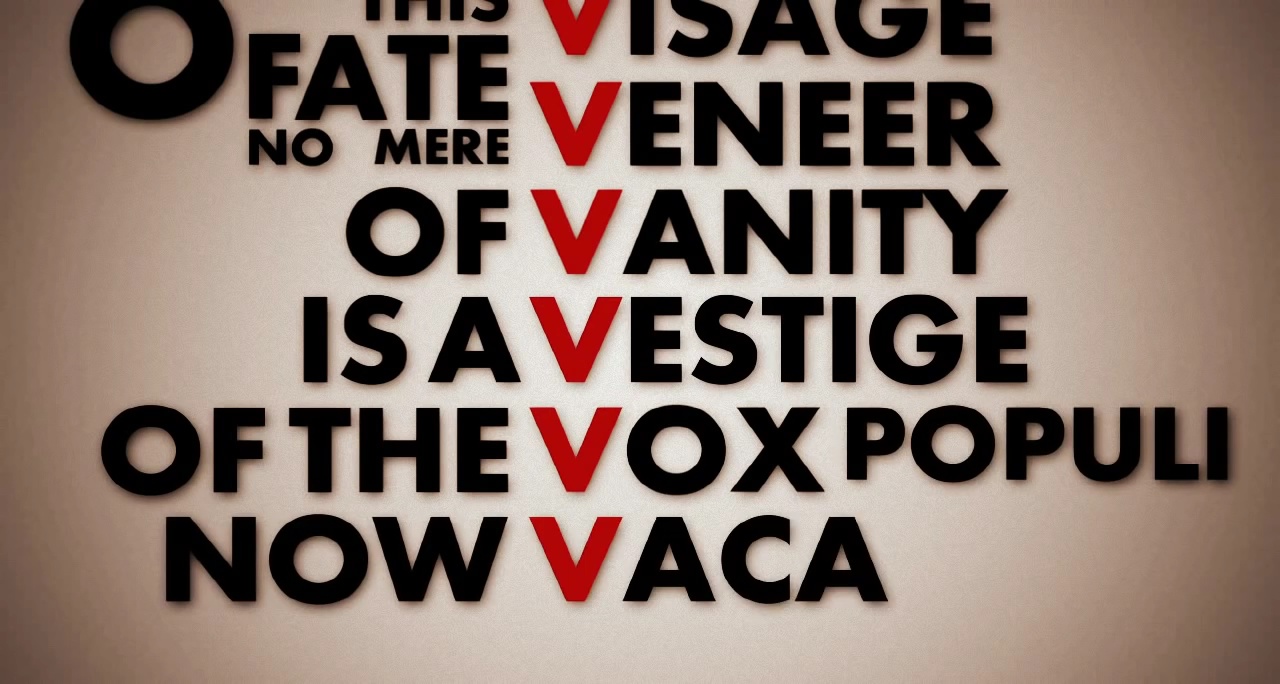 THIS VISAGE
O FATE
NO MERE VENEER
OF VANITY
IS A VESTIGE
OF THE VOX POPULI
NOW VACA